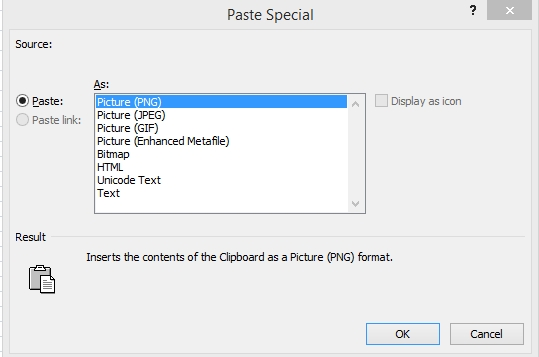 Paste Special
?
Source:
As:
Paste:
Paste link:
Picture (PNG)
Picture (JPEG)
Picture (GIF)
Picture (Enhanced Metafile)
Bitmap
HTML
Unicode Text
Text
Display as icon
Result
Inserts the contents of the Clipboard as a Picture (PNG) format.
OK
Cancel